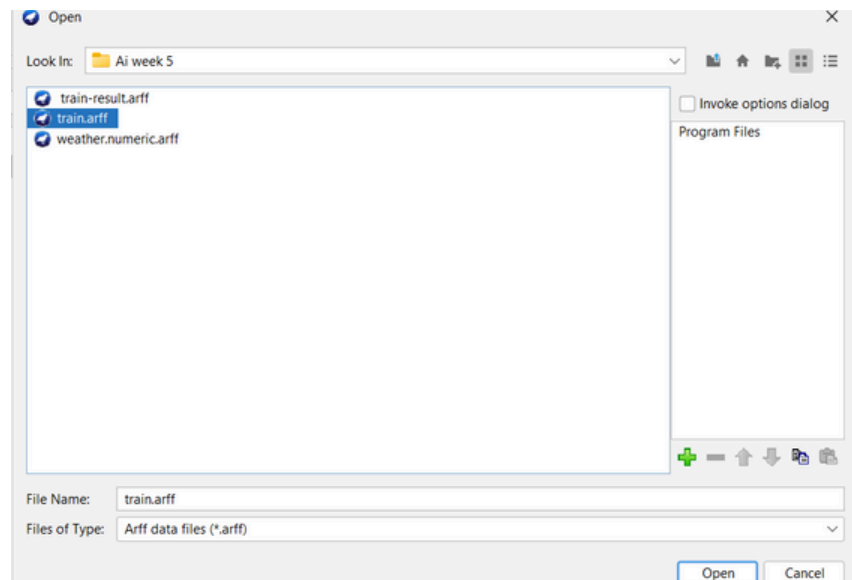 Open
Look In: Ai week 5
train-result.arff
train.arff
weather.numeric.arff
Invoke options dialog
Program Files
File Name: train.arff
Files of Type: Arff data files (*.arff)
Open Cancel